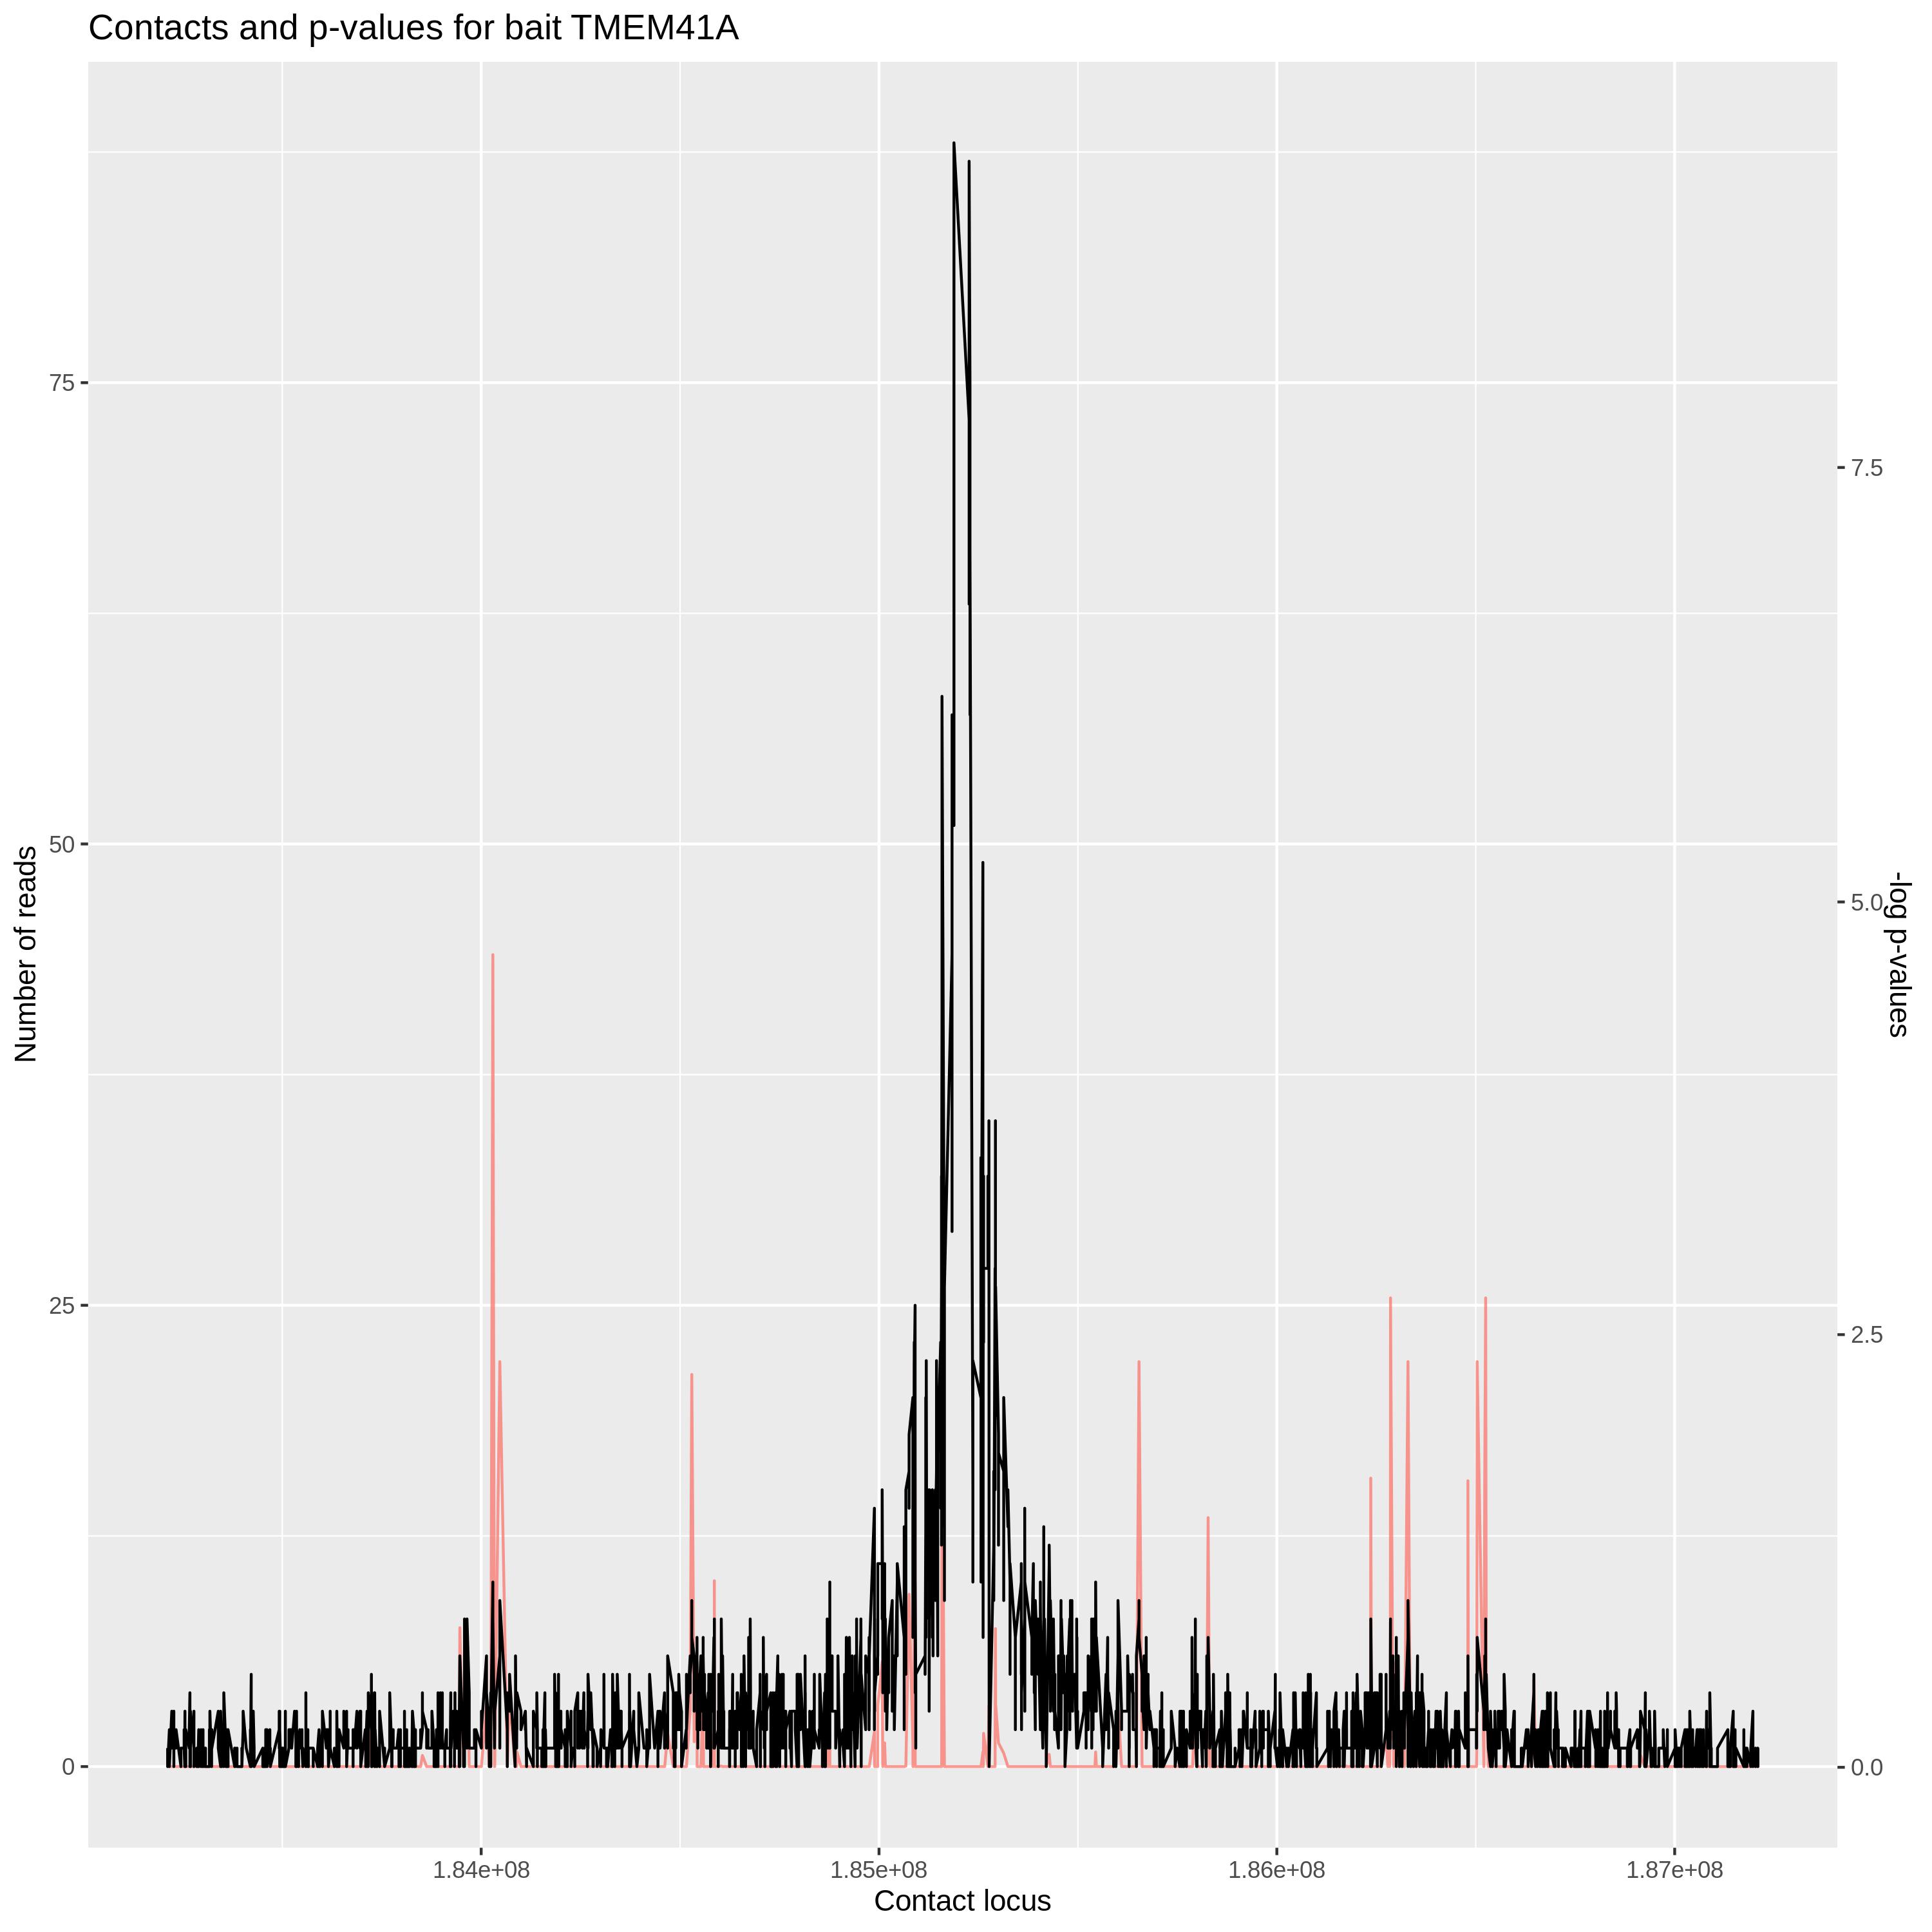 Contacts and p-values for bait TMEM41A
75
50
25
0
Number of reads
7.5
5.0
2.5
0.0
-log p-values
1.84e+08
1.85e+08
1.86e+08
1.87e+08
Contact locus